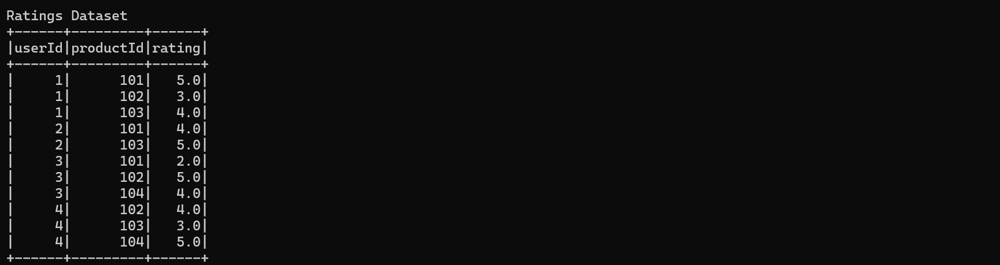 Ratings Dataset
+------+---------+------+
|userId|productId|rating|
+------+---------+------+
|     1|      101|   5.0|
|     1|      102|   3.0|
|     1|      103|   4.0|
|     2|      101|   4.0|
|     2|      103|   5.0|
|     3|      101|   2.0|
|     3|      102|   5.0|
|     3|      104|   4.0|
|     4|      102|   4.0|
|     4|      103|   3.0|
|     4|      104|   5.0|
+------+---------+------+